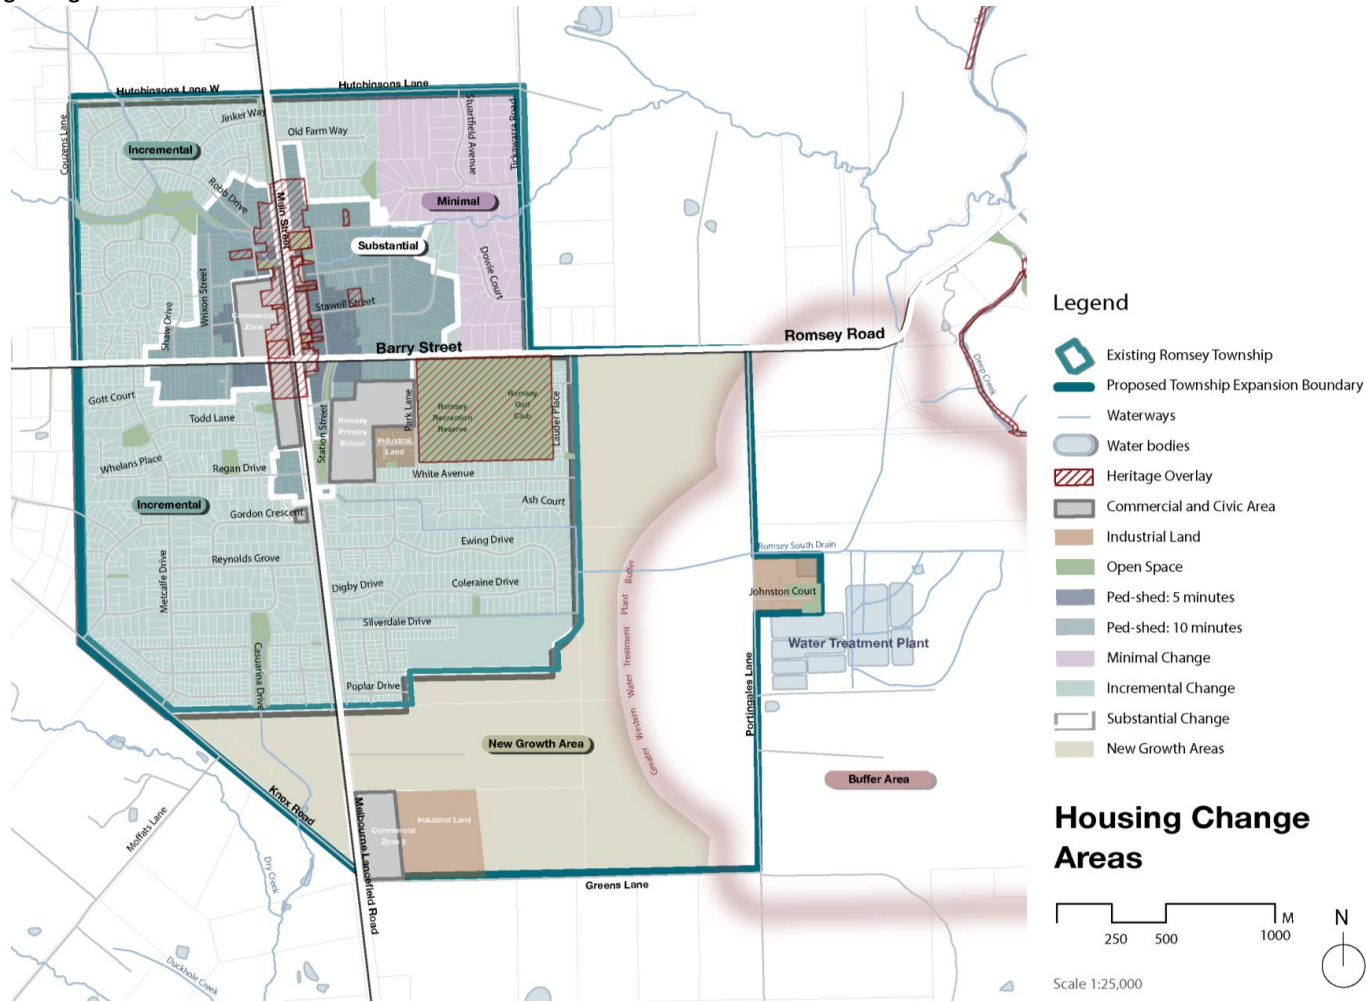 Hutchinsons Lane W
Hutchinsons Lane
Couzens Lane
Jinker Way
Old Farm Way
Stuartfield Avenue
Tickawarra Road
Incremental
Robb Drive
Main Street
Minimal
Substantial
Dowie Court
Wrixon Street
Shaw Drive
Stawell Street
Commercial
Zone
Barry Street
Romsey Road
Deep Creek
Gott Court
Todd Lane
Station Street
Romsey
Primary
School
Park Lane
Industrial
Land
Romsey
Recreation
Reserve
Romsey
Golf
Club
Lauder Place
Whelans Place
Regan Drive
White Avenue
Incremental
Gordon Crescent
Ash Court
Ewing Drive
Reynolds Grove
Metcalfe Drive
Digby Drive
Coleraine Drive
Silverdale Drive
Casuarina Drive
Poplar Drive
Romsey South Drain
Johnston Court
Water Treatment Plant
Greater Western Water Treatment Plant Buffer
Portingales Lane
New Growth Area
Buffer Area
Knox Road
Moffats Lane
Dry Creek
Duckhole Creek
Melbourne Lancefield Road
Commercial
Zone 2
Industrial Land
Greens Lane
Legend
Existing Romsey Township
Proposed Township Expansion Boundary
Waterways
Water bodies
Heritage Overlay
Commercial and Civic Area
Industrial Land
Open Space
Ped-shed: 5 minutes
Ped-shed: 10 minutes
Minimal Change
Incremental Change
Substantial Change
New Growth Areas
Housing Change
Areas
250 500 1000 M
N
Scale 1:25,000